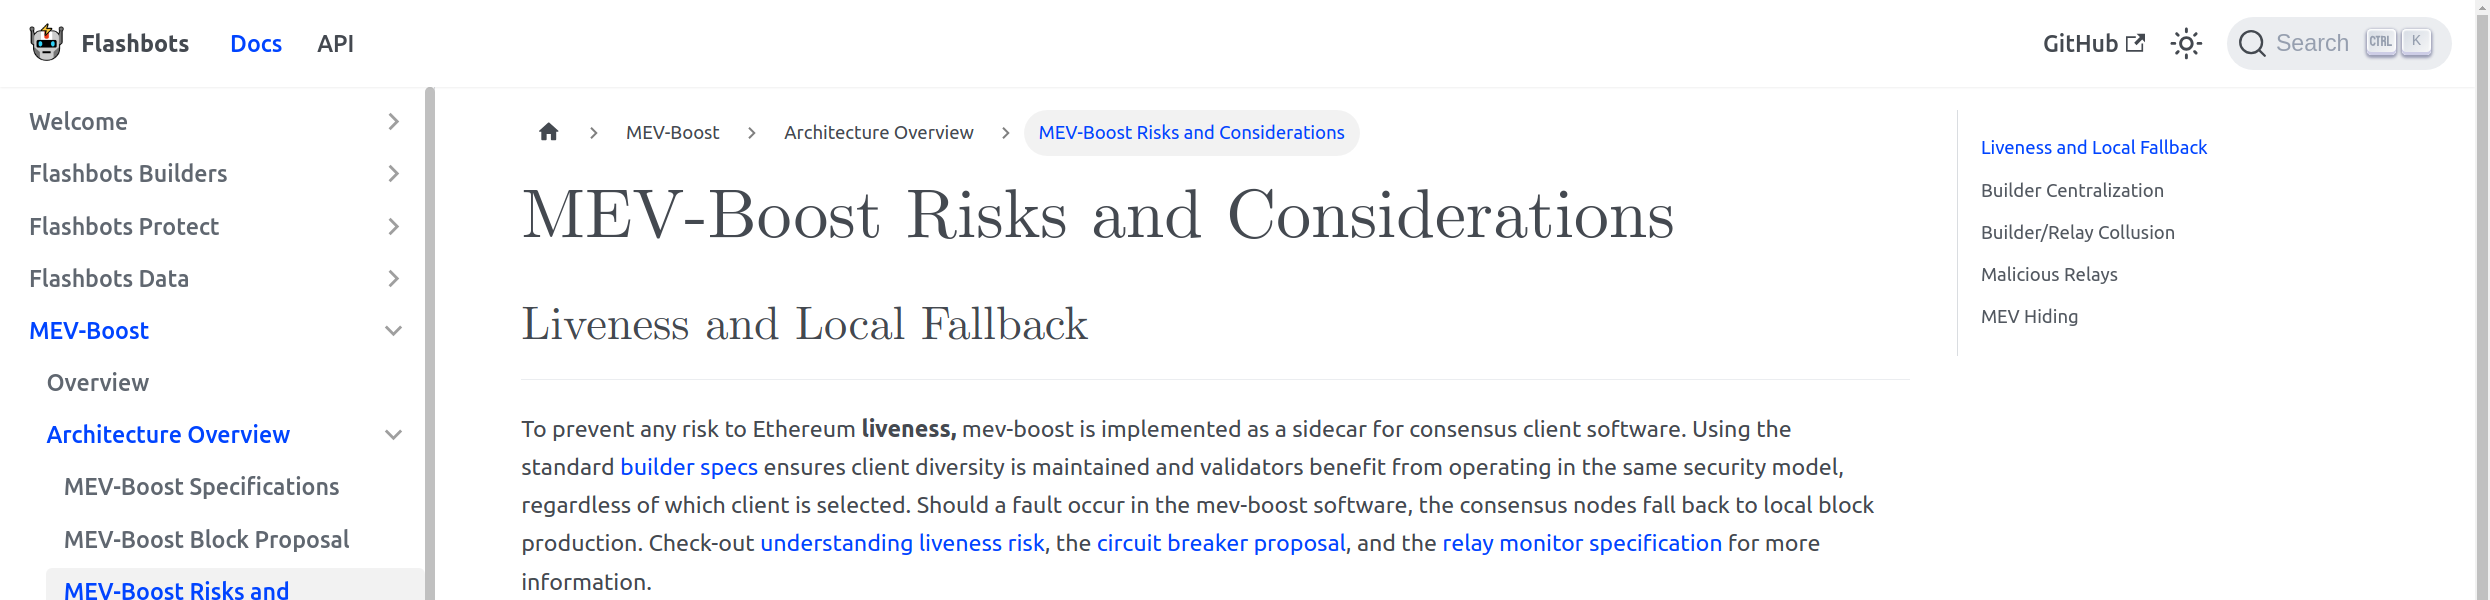 Flashbots Docs API GitHub Search CTRL K
Welcome
Flashbots Builders
Flashbots Protect
Flashbots Data
MEV-Boost
Overview
Architecture Overview
MEV-Boost Specifications
MEV-Boost Block Proposal
MEV-Boost Risks and
MEV-Boost Architecture Overview MEV-Boost Risks and Considerations
MEV-Boost Risks and Considerations
Liveness and Local Fallback
To prevent any risk to Ethereum liveness, mev-boost is implemented as a sidecar for consensus client software. Using the
standard builder specs ensures client diversity is maintained and validators benefit from operating in the same security model,
regardless of which client is selected. Should a fault occur in the mev-boost software, the consensus nodes fall back to local block
production. Check-out understanding liveness risk, the circuit breaker proposal, and the relay monitor specification for more
information.
Liveness and Local Fallback
Builder Centralization
Builder/Relay Collusion
Malicious Relays
MEV Hiding